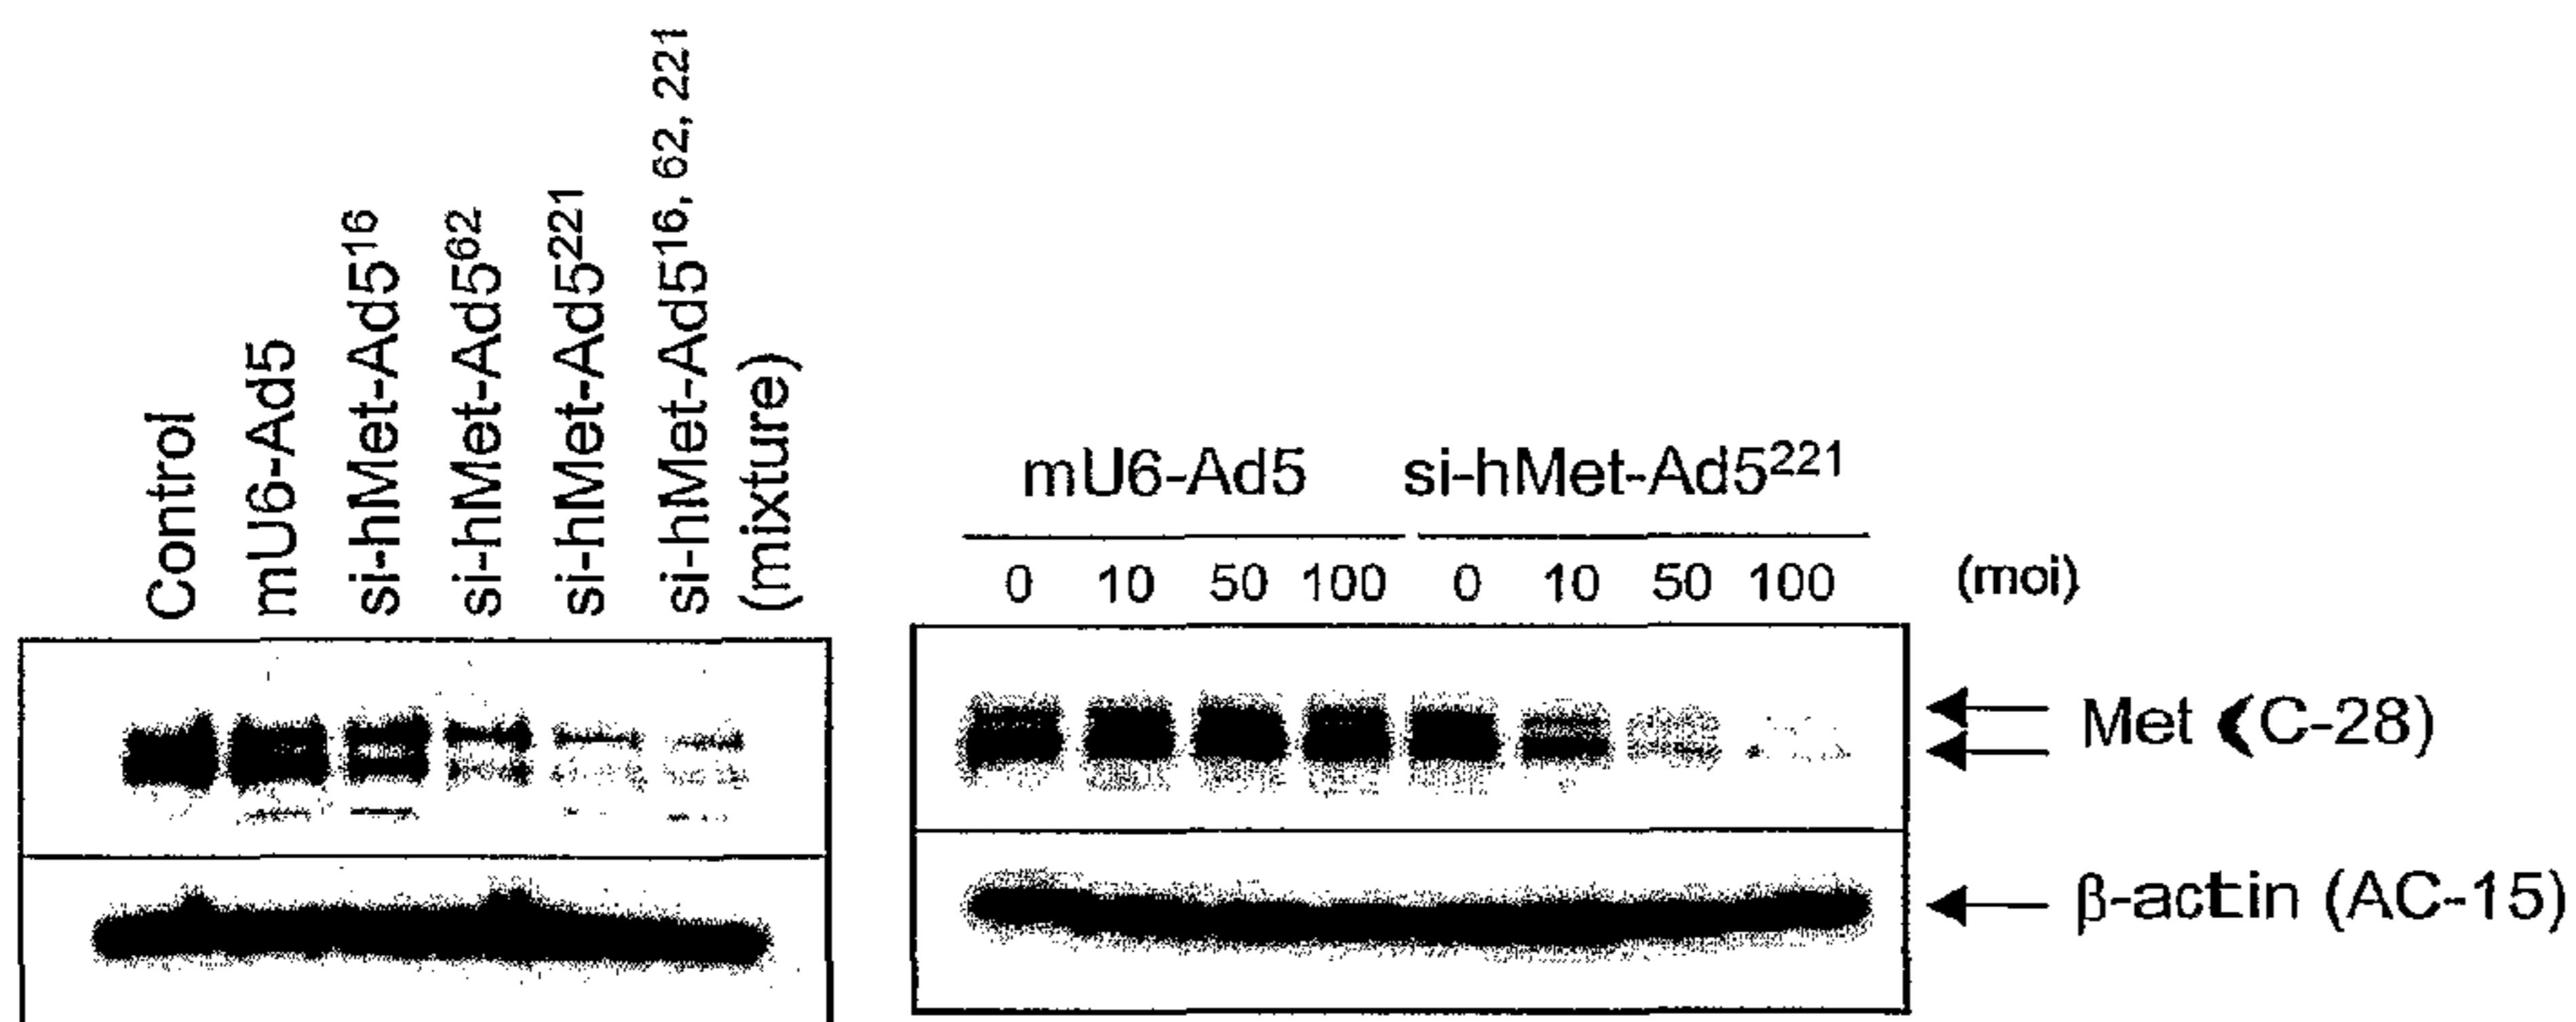 Control
mU6-Ad5
si-hMet-Ad5¹⁶
si-hMet-Ad5⁶²
si-hMet-Ad5²²¹
si-hMet-Ad5¹⁶, ⁶², ²²¹
(mixture)
mU6-Ad5 si-hMet-Ad5²²¹
0 10 50 100 0 10 50 100 (moi)
Met (C-28)
β-actin (AC-15)